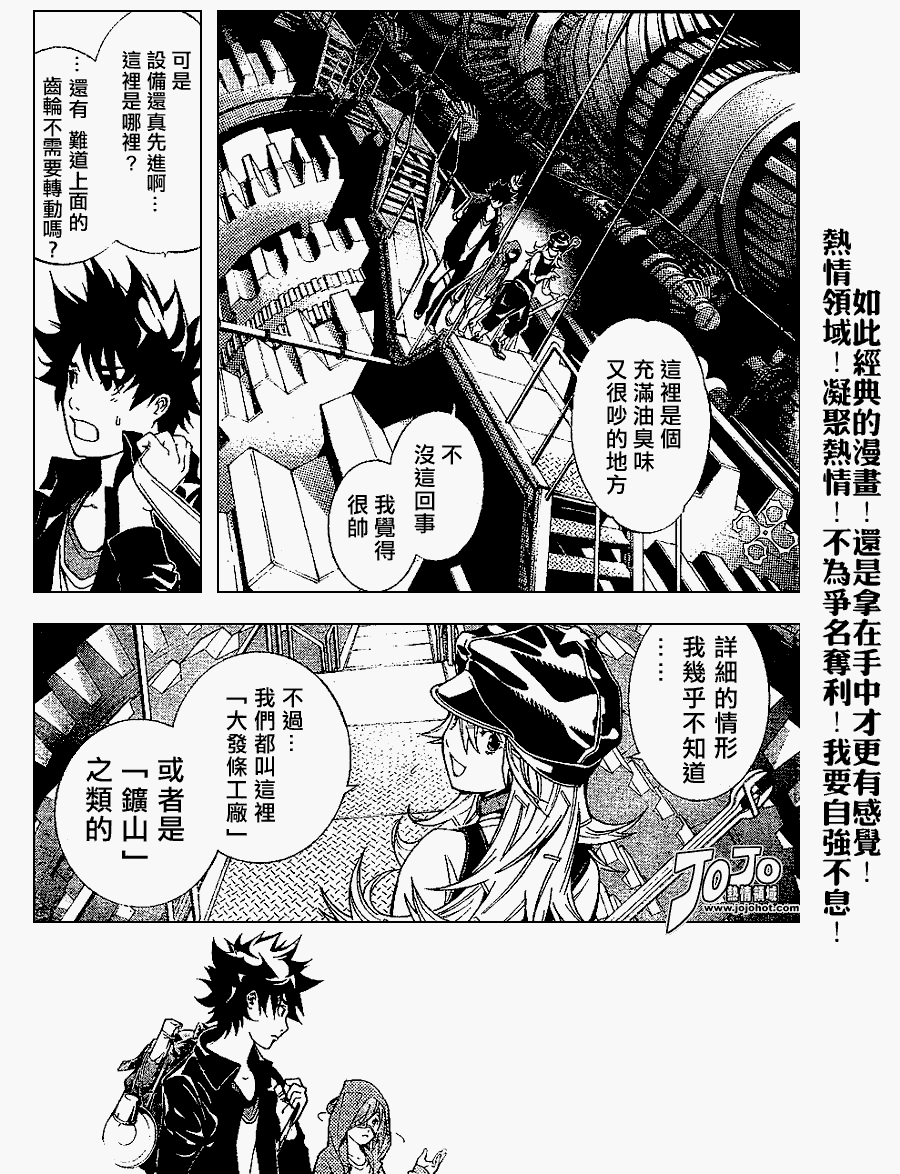 這裡是個
充滿油臭味
又很吵的地方
不
沒這回事
我覺得
很帥
可是
設備還真先進啊…
這裡是哪裡？
…還有 難道上面的
齒輪不需要轉動嗎？
詳細的情形
我幾乎不知道
……
不過…
我們都叫這裡
「大發條工廠」
或者是
「鑛山」
之類的
JOJO
熱情領域
www.jojohot.com
如此經典的漫畫！還是拿在手中才更有感覺！
熱情領域！凝聚熱情！不為爭名奪利！我要自強不息！